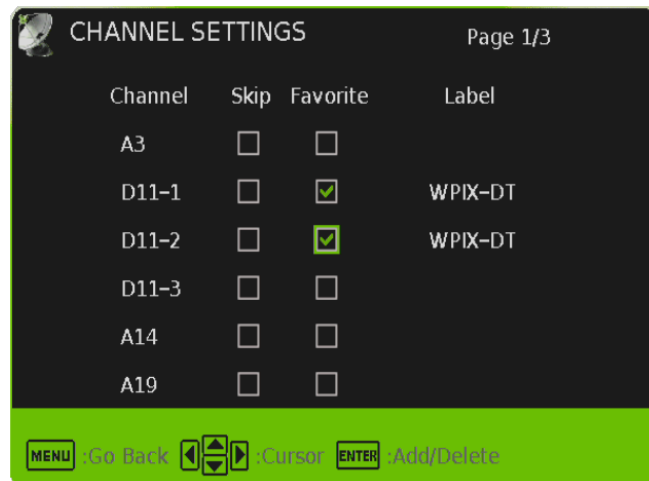 CHANNEL SETTINGS Page 1/3
Channel Skip Favorite Label
A3
D11-1 WPIX-DT
D11-2 WPIX-DT
D11-3
A14
A19
MENU :Go Back :Cursor ENTER :Add/Delete